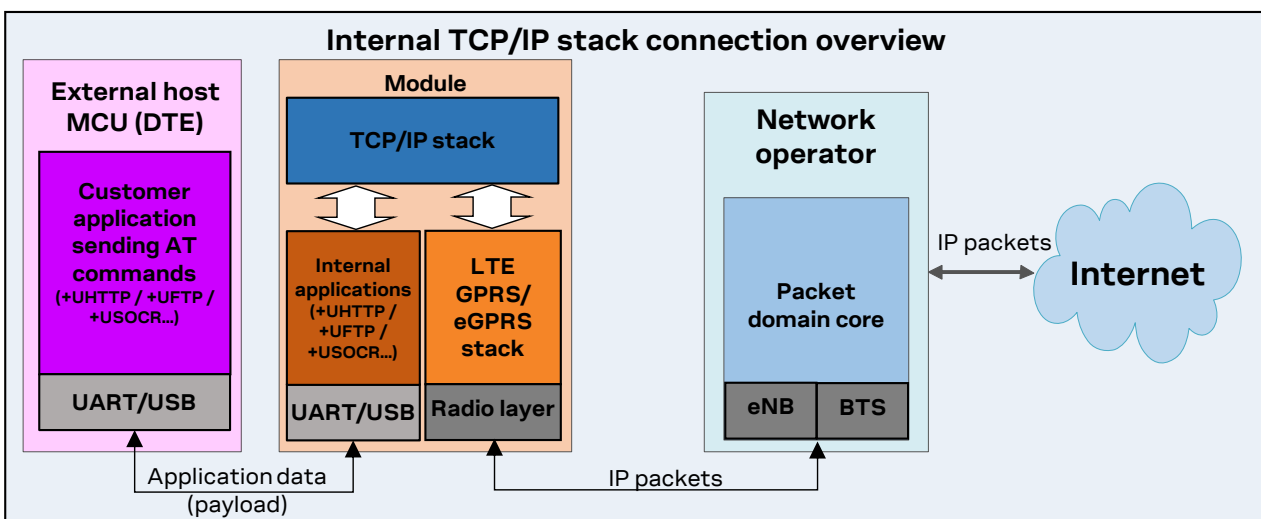 Internal TCP/IP stack connection overview
External host
MCU (DTE)
Customer
application
sending AT
commands
(+UHTTP / +UFTP /
+USOCR...)
UART/USB
Module
TCP/IP stack
Internal
applications
(+UHTTP /
+UFTP /
+USOCR...)
UART/USB
LTE
GPRS/
eGPRS
stack
Radio layer
Network
operator
Packet
domain core
eNB
BTS
IP packets
Internet
Application data
(payload)
IP packets